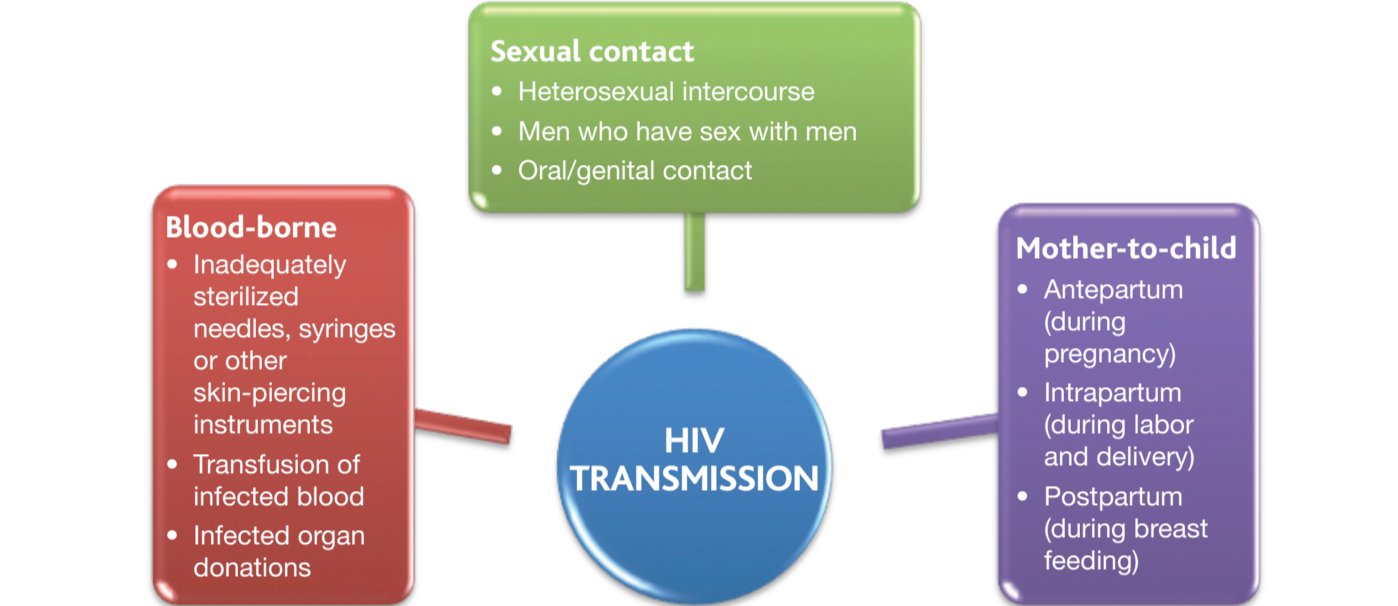 Sexual contact
• Heterosexual intercourse
• Men who have sex with men
• Oral/genital contact
Blood-borne
• Inadequately
sterilized
needles, syringes
or other
skin-piercing
instruments
• Transfusion of
infected blood
• Infected organ
donations
HIV
TRANSMISSION
Mother-to-child
• Antepartum
(during
pregnancy)
• Intrapartum
(during labor
and delivery)
• Postpartum
(during breast
feeding)